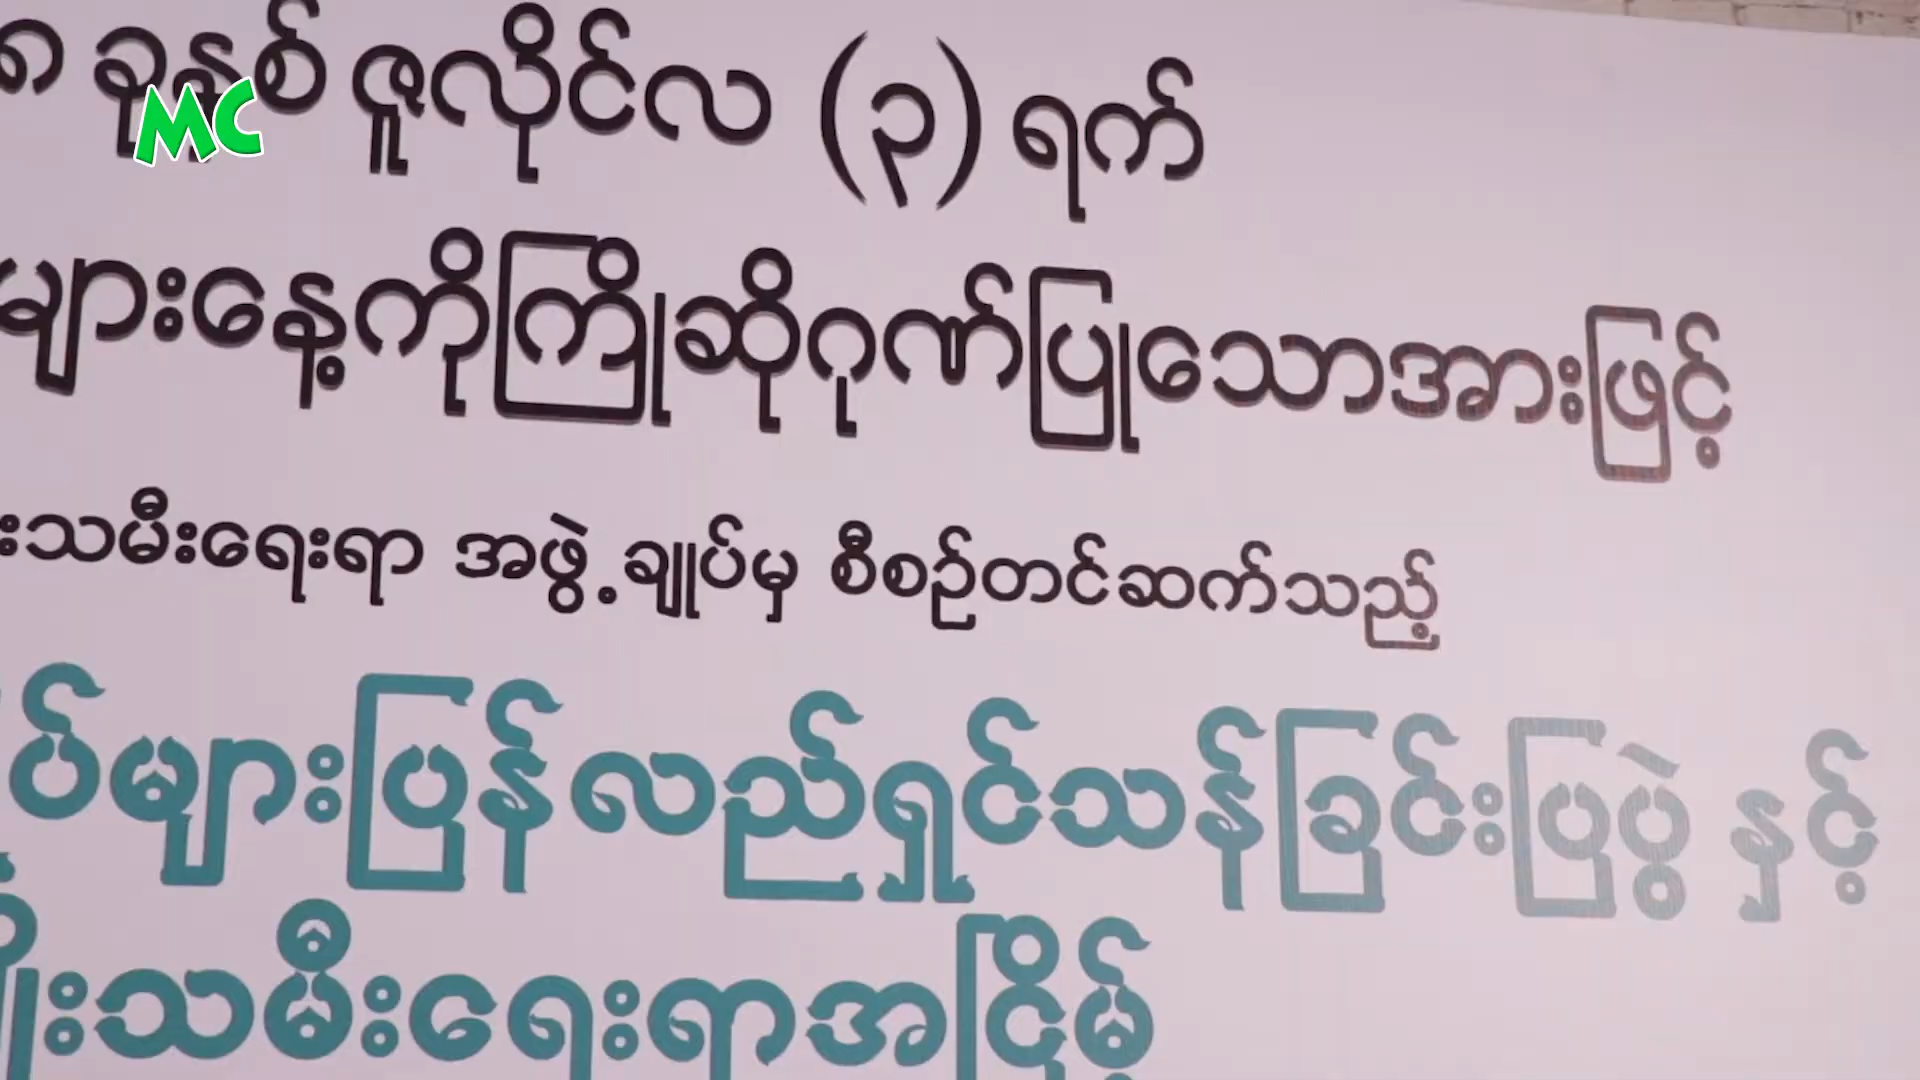 ၈ ခုနှစ် ဇူလိုင်လ (၃) ရက်
MC
များနေ့ကိုကြိုဆိုဂုဏ်ပြုသောအားဖြင့်
းသမီးရေးရာ အဖွဲ့ချုပ်မှ စီစဉ်တင်ဆက်သည့်
ပ်များပြန်လည်ရှင်သန်ခြင်းပြပွဲ နှင့်
ျိုးသမီးရေးရာအငြိမ့်